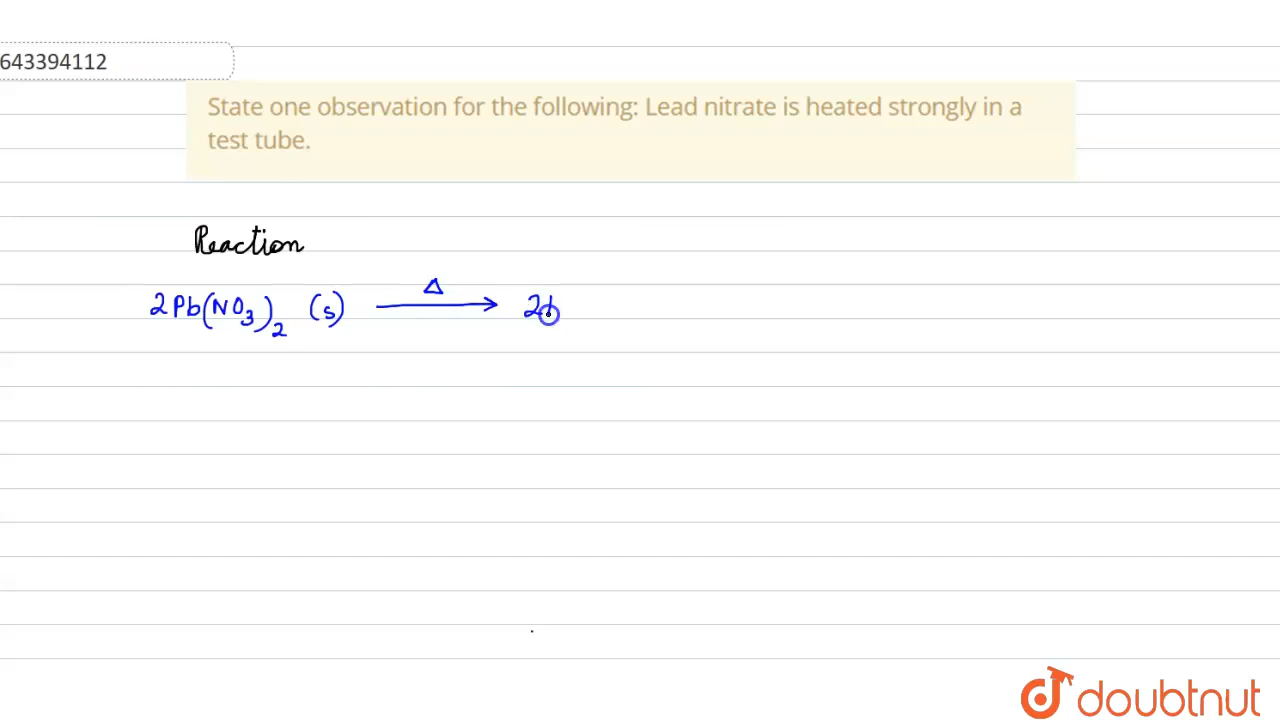 643394112
State one observation for the following: Lead nitrate is heated strongly in a
test tube.
Reaction
2Pb(NO3)2 (s) —Δ→ 2
doubtnut